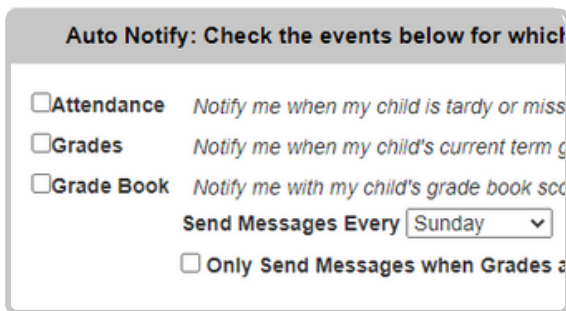 Auto Notify: Check the events below for which
Attendance Notify me when my child is tardy or miss
Grades Notify me when my child's current term g
Grade Book Notify me with my child's grade book sco
Send Messages Every Sunday
Only Send Messages when Grades a